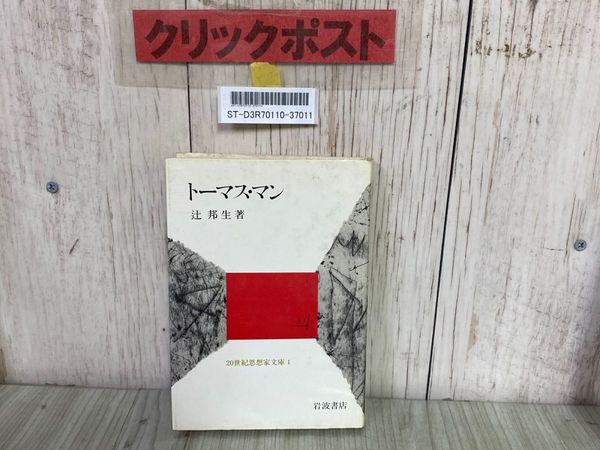 クリックポスト
ST-D3R70110-37011
トーマス・マン
辻 邦生著
20世紀思想家文庫 1
岩波書店